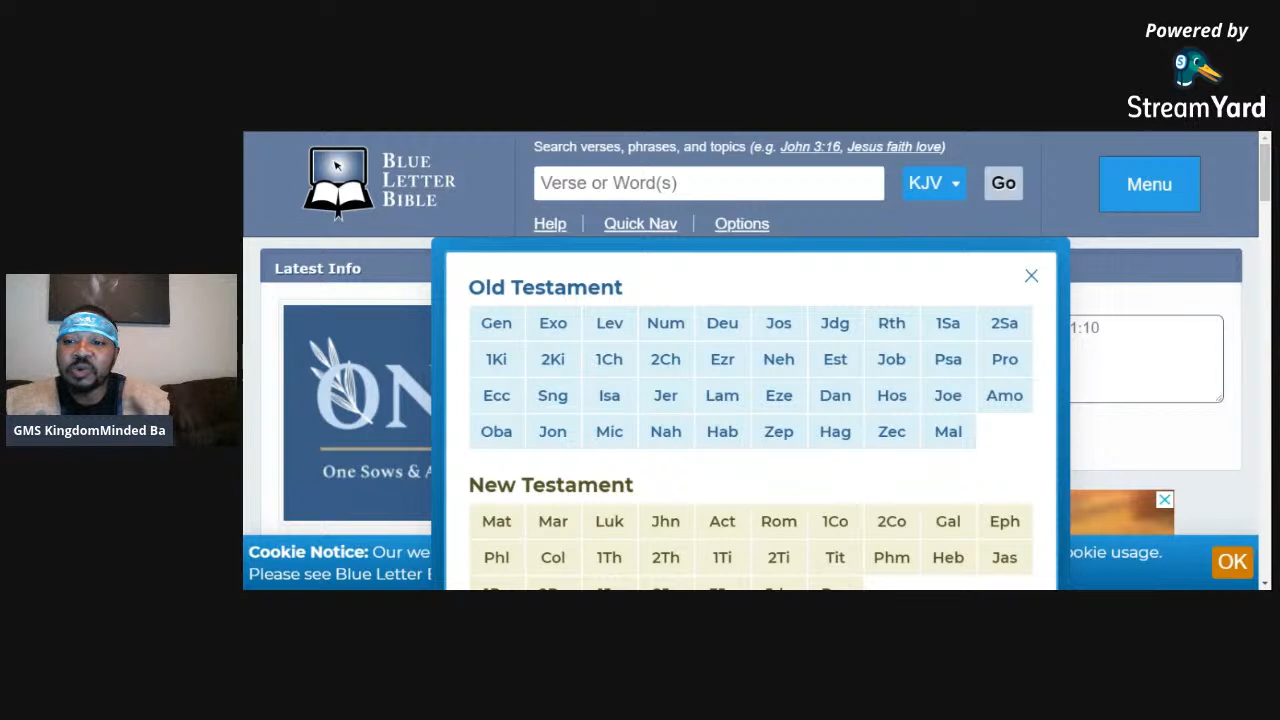 Powered by
StreamYard
BLUE
LETTER
BIBLE
Search verses, phrases, and topics (e.g. John 3:16, Jesus faith love)
Verse or Word(s)
KJV
Go
Menu
Help
Quick Nav
Options
Latest Info
Old Testament
Gen Exo Lev Num Deu Jos Jdg Rth 1Sa 2Sa
1Ki 2Ki 1Ch 2Ch Ezr Neh Est Job Psa Pro
Ecc Sng Isa Jer Lam Eze Dan Hos Joe Amo
Oba Jon Mic Nah Hab Zep Hag Zec Mal
1:10
ON
One Sows & A
New Testament
Mat Mar Luk Jhn Act Rom 1Co 2Co Gal Eph
Phl Col 1Th 2Th 1Ti 2Ti Tit Phm Heb Jas
GMS KingdomMinded Ba
Cookie Notice: Our we
Please see Blue Letter
ookie usage.
OK